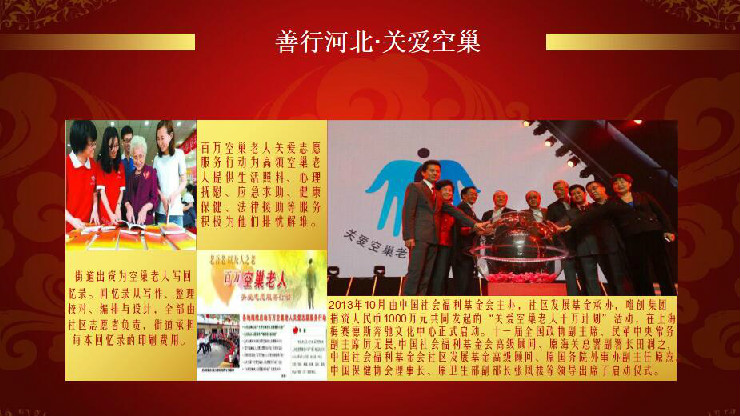 善行河北·关爱空巢
百万空巢老人关爱志愿
服务行动为高领空巢老
人提供生活照料、心理
抚慰、应急求助、健康
保健、法律援助等服务
积极为他们排忧解难。
关爱空巢老
街道出资为空巢老人写回
忆录。回忆录从写作、整理
校对、编排与设计，全部由
社区志愿者负责，街道承担
每本回忆录的印刷费用。
百万空巢老人
2013年10月由中国社会福利基金会主办，社区发展基金承办，唯创集团
捐资人民币1000万元共同发起的“关爱空巢老人千万计划”活动，在上海
梅赛德斯奔驰文化中心正式启动。十一届全国政协副主席、民革中央常务
副主席厉无畏，中国社会福利基金会高级顾问、原海关总署副署长田润之、
中国社会福利基金会社区发展基金高级顾问、原国务院外事办副主任
中国保健协会理事长、原卫生部副部长张凤楼等领导出席了启动仪式。